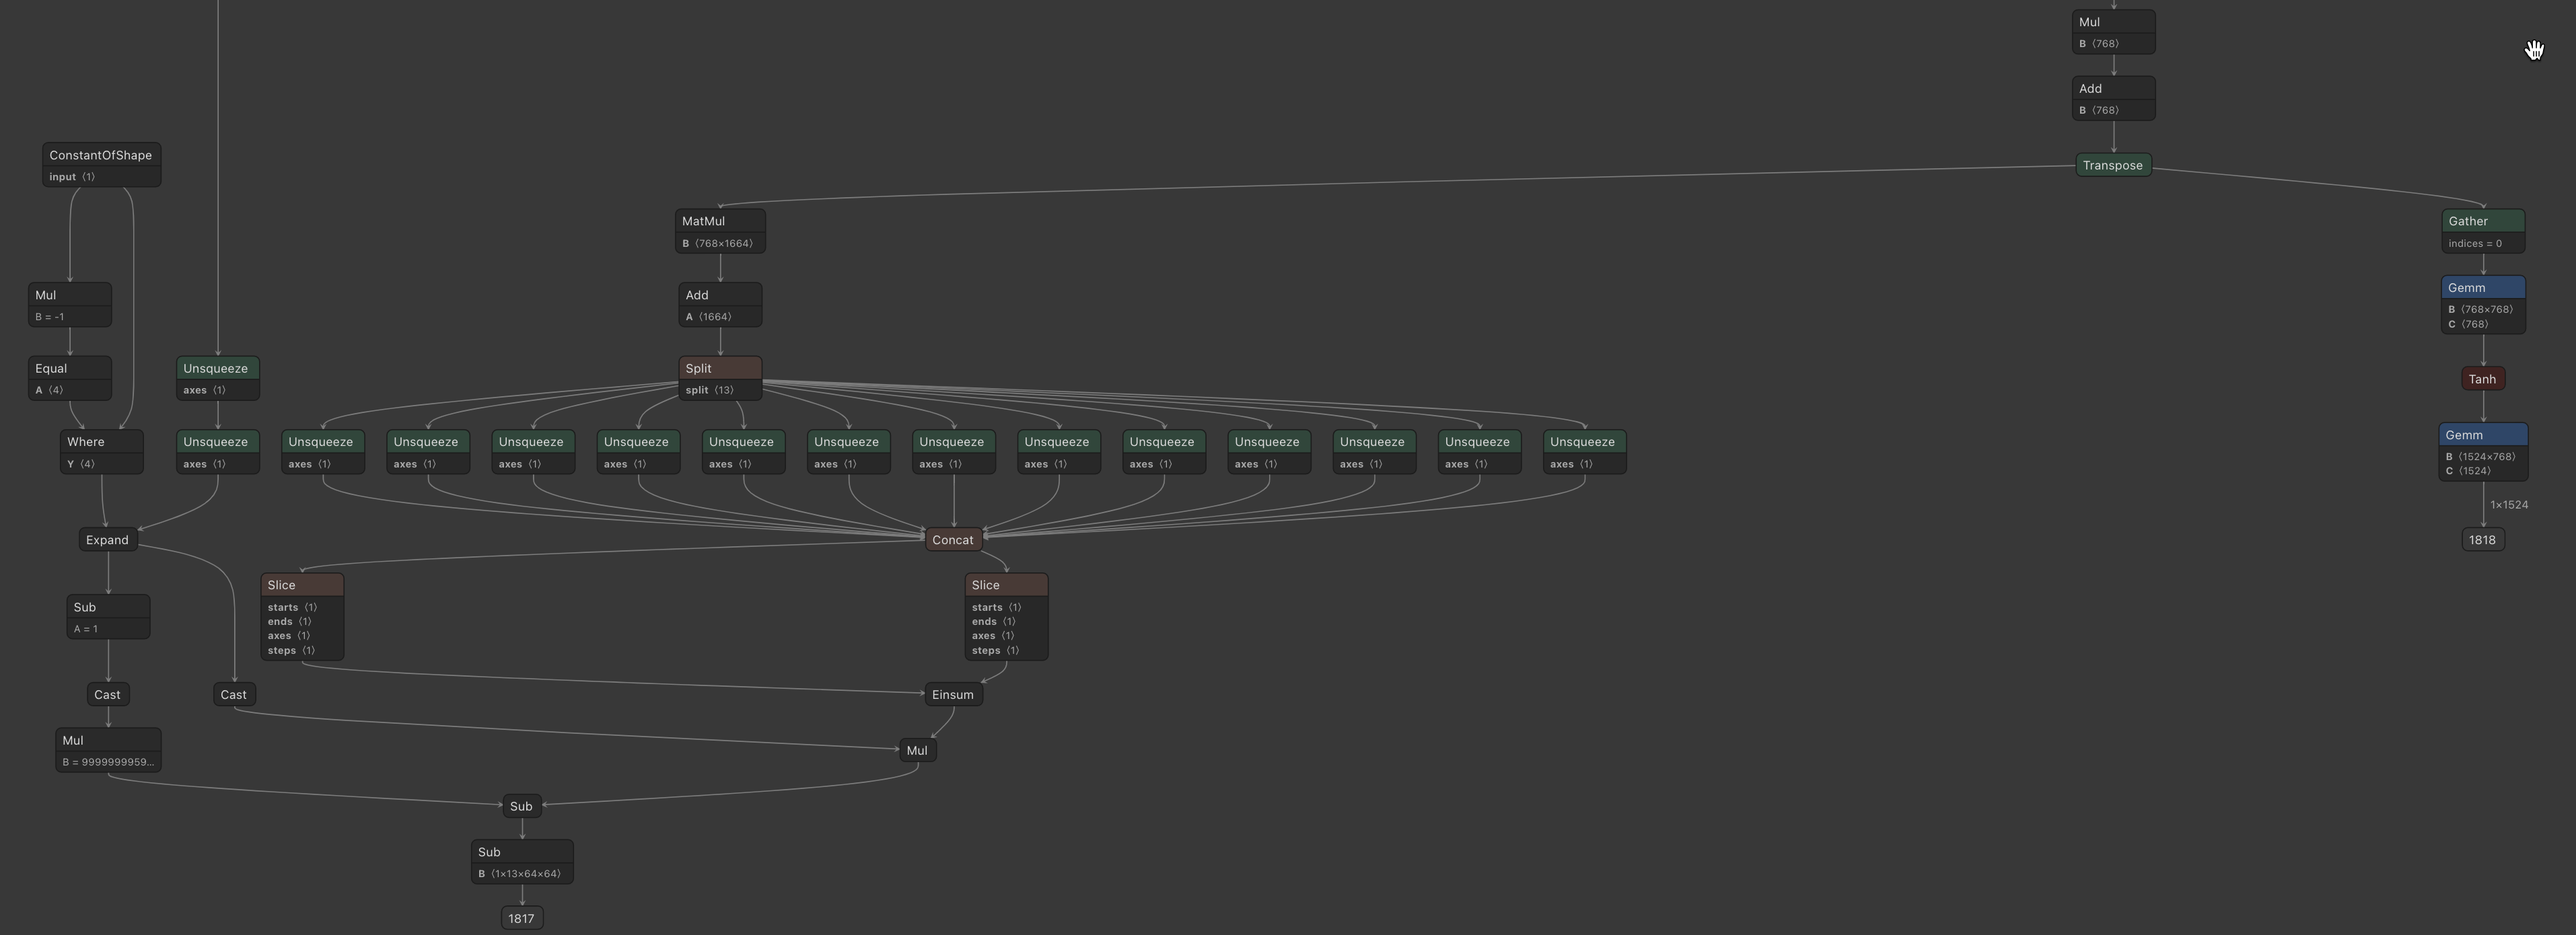 Mul
B ⟨768⟩
Add
B ⟨768⟩
Transpose
ConstantOfShape
input ⟨1⟩
MatMul
B ⟨768×1664⟩
Gather
indices = 0
Mul
B = -1
Add
A ⟨1664⟩
Gemm
B ⟨768×768⟩
C ⟨768⟩
Equal
A ⟨4⟩
Unsqueeze
axes ⟨1⟩
Split
split ⟨13⟩
Tanh
Where
Y ⟨4⟩
Unsqueeze
axes ⟨1⟩
Unsqueeze
axes ⟨1⟩
Unsqueeze
axes ⟨1⟩
Unsqueeze
axes ⟨1⟩
Unsqueeze
axes ⟨1⟩
Unsqueeze
axes ⟨1⟩
Unsqueeze
axes ⟨1⟩
Unsqueeze
axes ⟨1⟩
Unsqueeze
axes ⟨1⟩
Unsqueeze
axes ⟨1⟩
Unsqueeze
axes ⟨1⟩
Unsqueeze
axes ⟨1⟩
Unsqueeze
axes ⟨1⟩
Unsqueeze
axes ⟨1⟩
Gemm
B ⟨1524×768⟩
C ⟨1524⟩
1×1524
Expand
Concat
1818
Slice
starts ⟨1⟩
ends ⟨1⟩
axes ⟨1⟩
steps ⟨1⟩
Slice
starts ⟨1⟩
ends ⟨1⟩
axes ⟨1⟩
steps ⟨1⟩
Sub
A = 1
Cast
Cast
Einsum
Mul
B = 9999999959…
Mul
Sub
Sub
B ⟨1×13×64×64⟩
1817